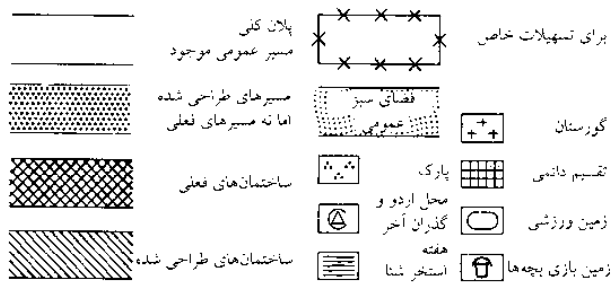 برای تسهیلات خاص
گورستان
تقسیم دائمی
زمین ورزشی
زمین بازی بچه‌ها
فضای سبز
عمومی
پارک
محل اردو و
گذران آخر
هفته
استخر شنا
پلان کلی
مسیر عمومی موجود
مسیرهای طراحی شده
اما نه مسیرهای فعلی
ساختمان‌های فعلی
ساختمان‌های طراحی شده